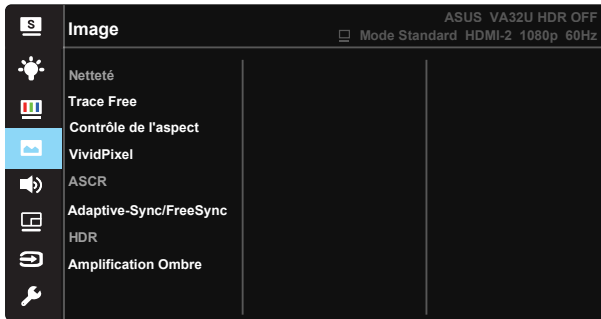 S
Image
ASUS VA32U HDR OFF
Mode Standard HDMI-2 1080p 60Hz
Netteté
Trace Free
Contrôle de l'aspect
VividPixel
ASCR
Adaptive-Sync/FreeSync
HDR
Amplification Ombre